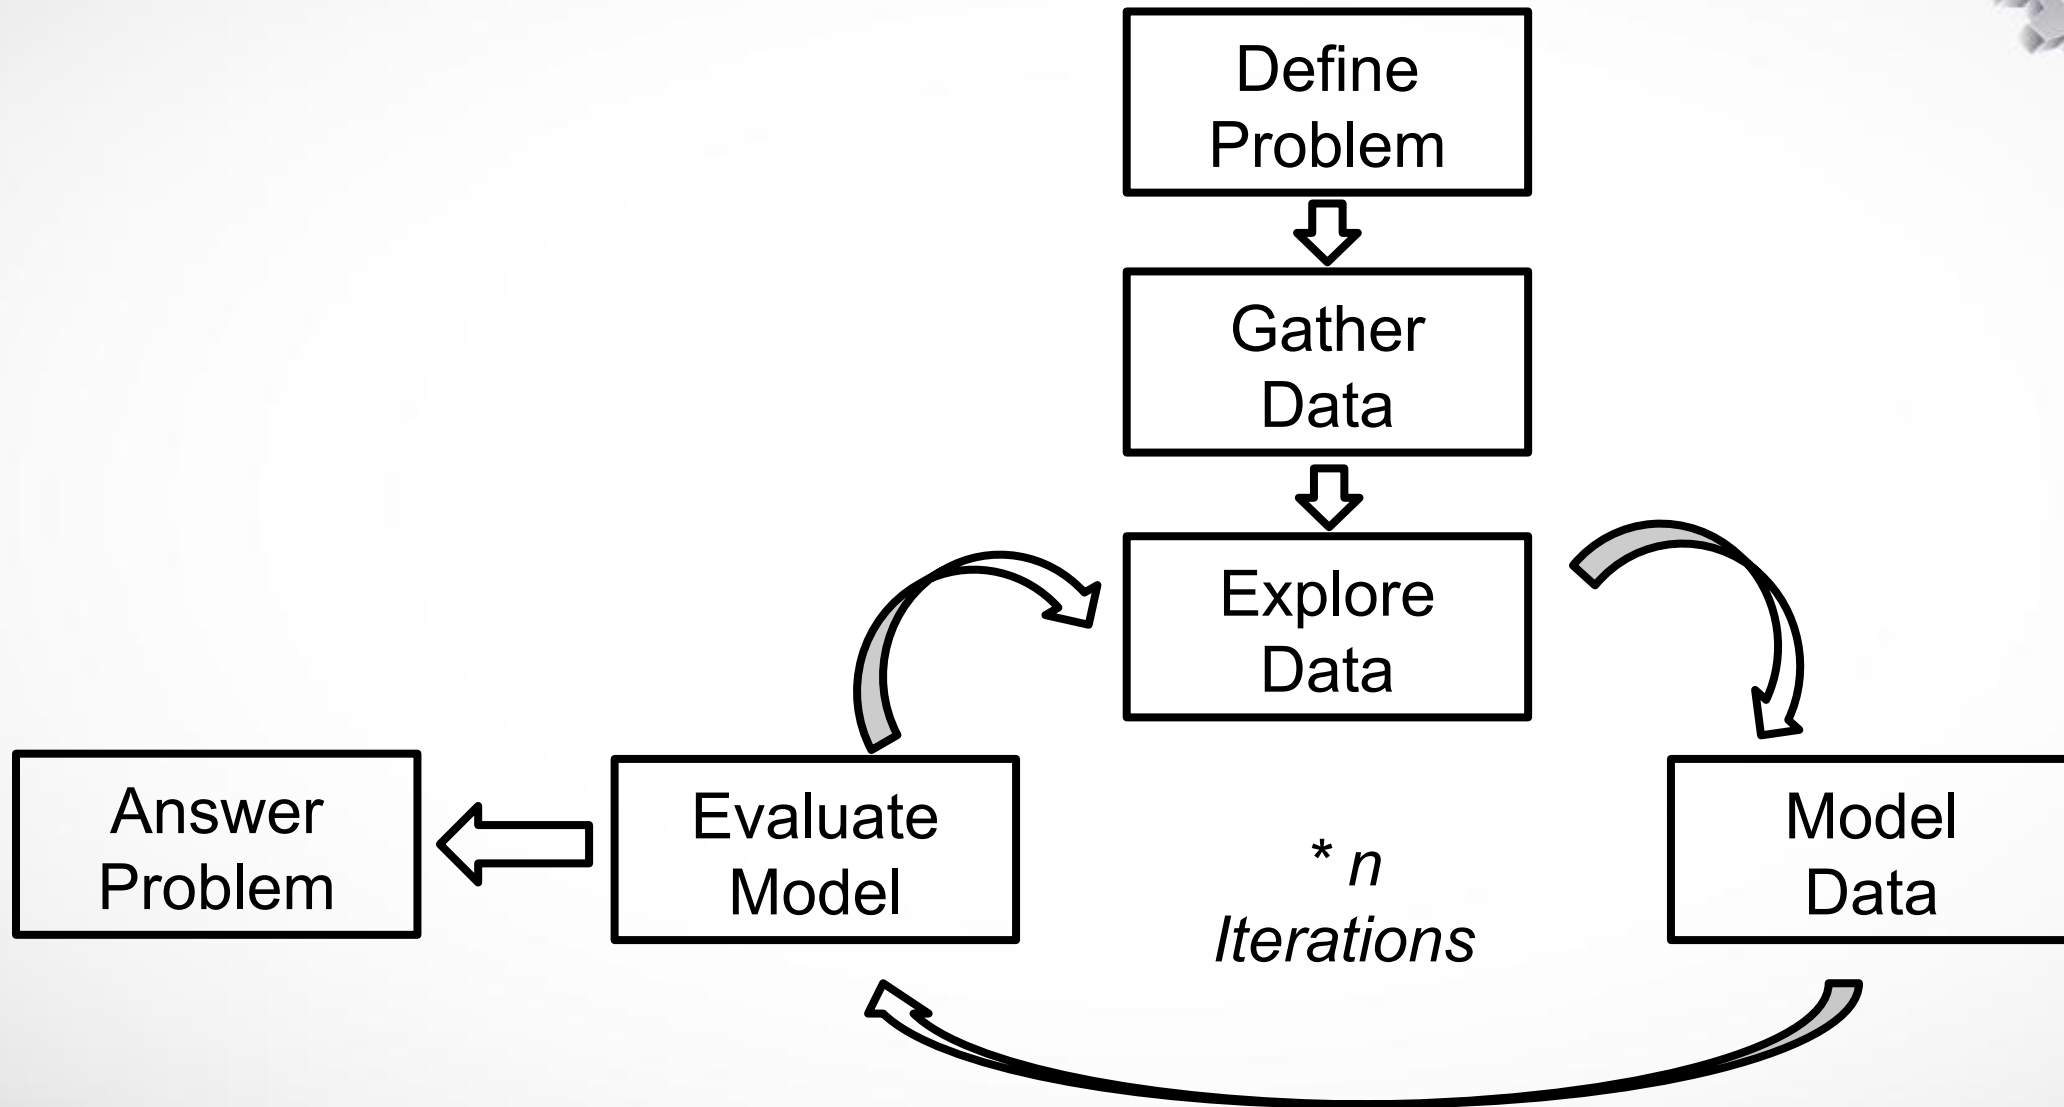 Define
Problem
Gather
Data
Explore
Data
Model
Data
Evaluate
Model
Answer
Problem
* n
Iterations